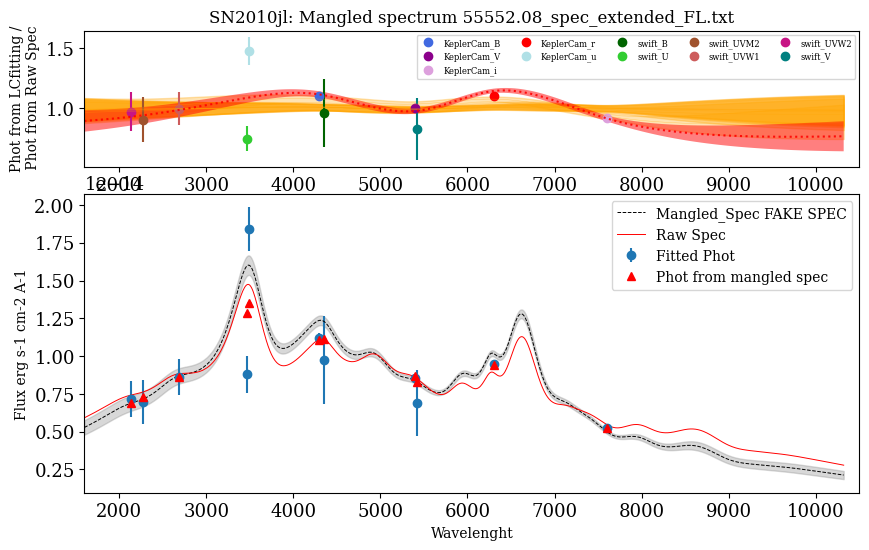 SN2010jl: Mangled spectrum 55552.08_spec_extended_FL.txt
Phot from LCfitting /
Phot from Raw Spec
1.5
1.0
KeplerCam_B KeplerCam_r swift_B swift_UVM2 swift_UVW2
KeplerCam_V KeplerCam_u swift_U swift_UVW1 swift_V
KeplerCam_i
2000 3000 4000 5000 6000 7000 8000 9000 10000
1e−14
Flux erg s-1 cm-2 A-1
2.00
1.75
1.50
1.25
1.00
0.75
0.50
0.25
Mangled_Spec FAKE SPEC
Raw Spec
Fitted Phot
Phot from mangled spec
2000 3000 4000 5000 6000 7000 8000 9000 10000
Wavelenght